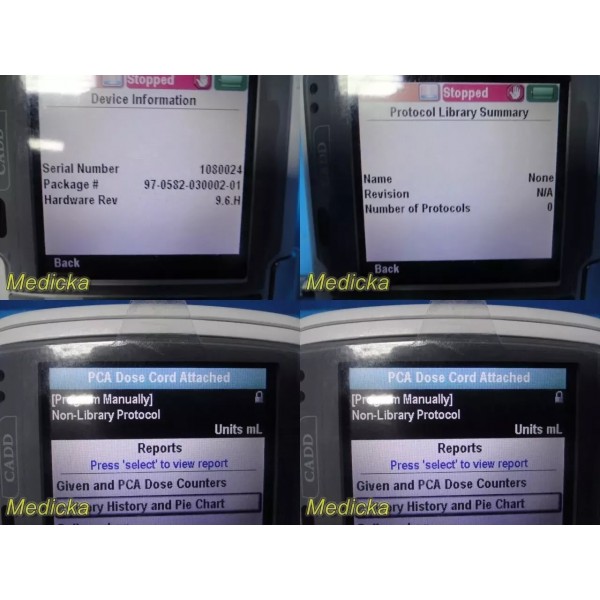 Stopped
Device Information
Serial Number 1080024
Package # 97-0582-030002-01
Hardware Rev 9.6.H
Back
CADD
Medicka
Stopped
Protocol Library Summary
Name None
Revision N/A
Number of Protocols 0
Back
CADD
Medicka
PCA Dose Cord Attached
[Program Manually]
Non-Library Protocol
Units mL
Reports
Press 'select' to view report
Given and PCA Dose Counters
History and Pie Chart
CADD
Medicka
PCA Dose Cord Attached
[Program Manually]
Non-Library Protocol
Units mL
Reports
Press 'select' to view report
Given and PCA Dose Counters
History and Pie Chart
CADD
Medicka